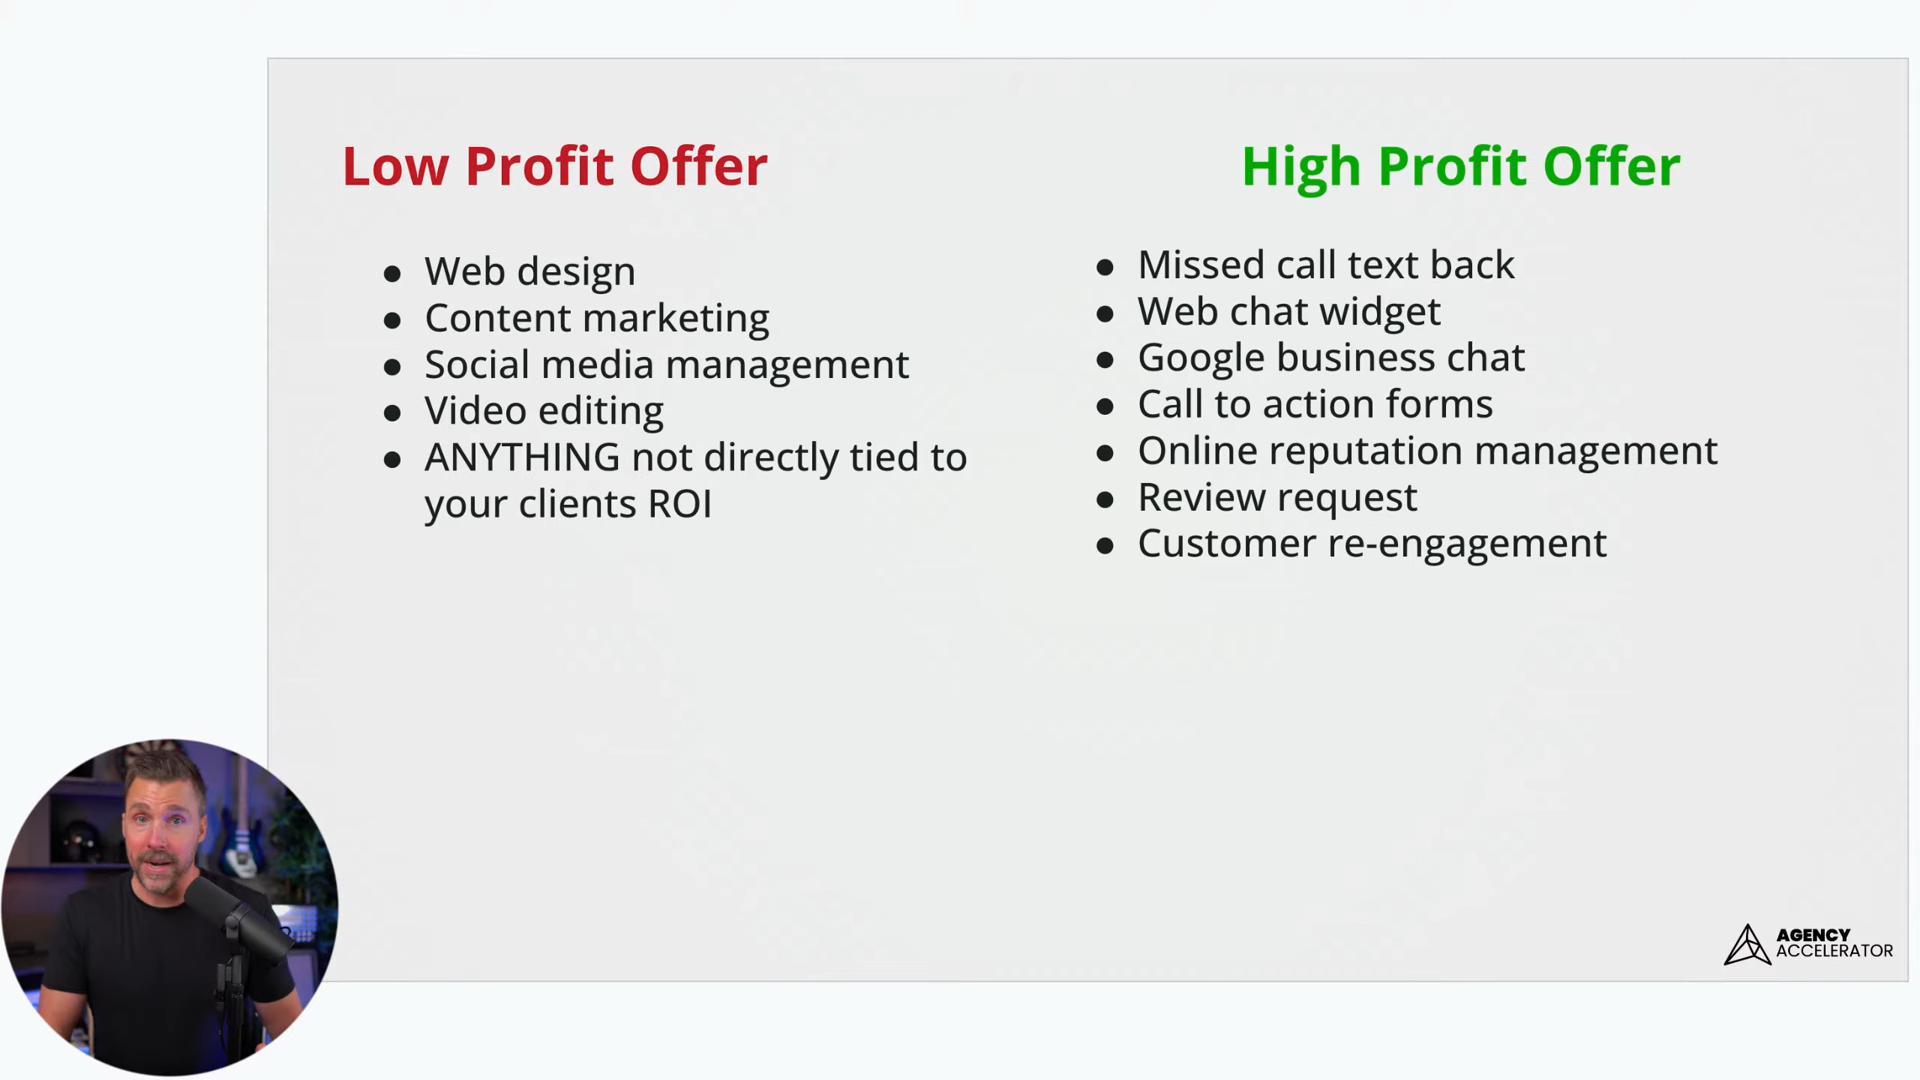 Low Profit Offer
● Web design
● Content marketing
● Social media management
● Video editing
● ANYTHING not directly tied to
your clients ROI
High Profit Offer
● Missed call text back
● Web chat widget
● Google business chat
● Call to action forms
● Online reputation management
● Review request
● Customer re-engagement
AGENCY
ACCELERATOR